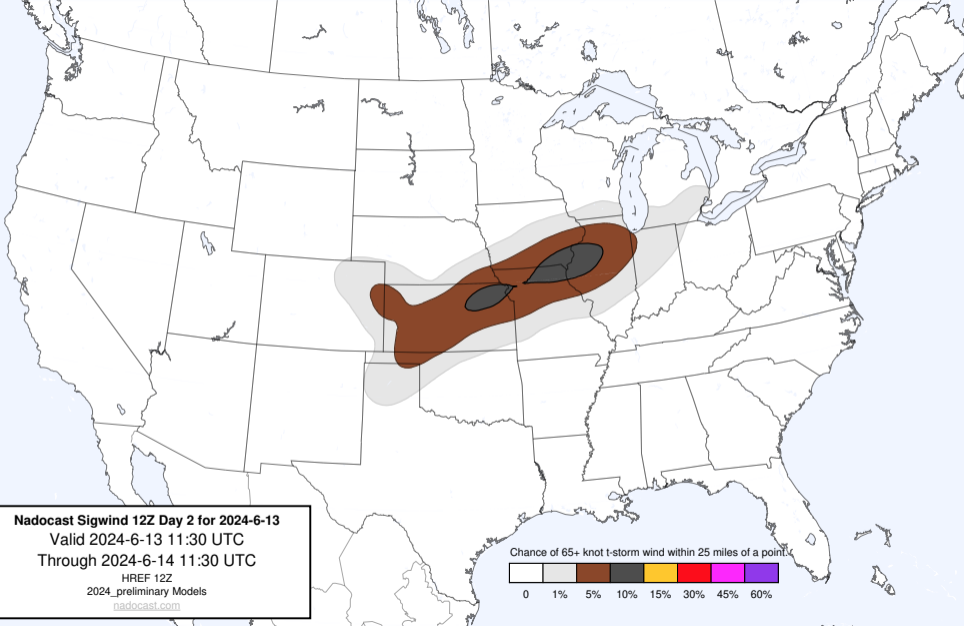 Nadocast Sigwind 12Z Day 2 for 2024-6-13
Valid 2024-6-13 11:30 UTC
Through 2024-6-14 11:30 UTC
HREF 12Z
2024_preliminary Models
nadocast.com
Chance of 65+ knot t-storm wind within 25 miles of a point.
0 1% 5% 10% 15% 30% 45% 60%